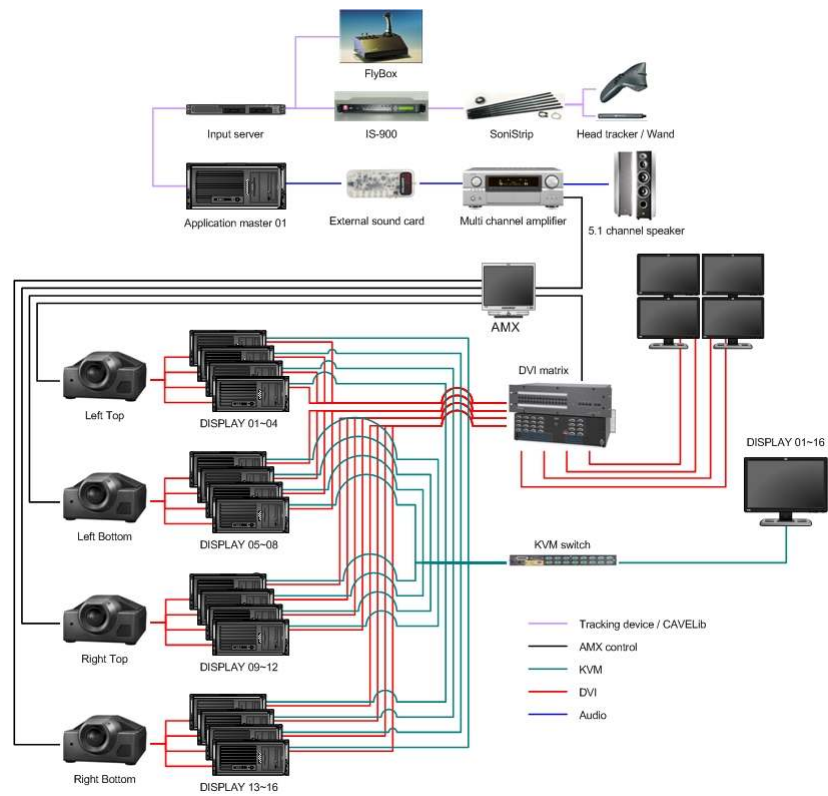 FlyBox
Input server
IS-900
SoniStrip
Head tracker / Wand
Application master 01
External sound card
Multi channel amplifier
5.1 channel speaker
AMX
DVI matrix
Left Top
DISPLAY 01~04
DISPLAY 01~16
Left Bottom
DISPLAY 05~08
KVM switch
Right Top
DISPLAY 09~12
Right Bottom
DISPLAY 13~16
Tracking device / CAVELib
AMX control
KVM
DVI
Audio